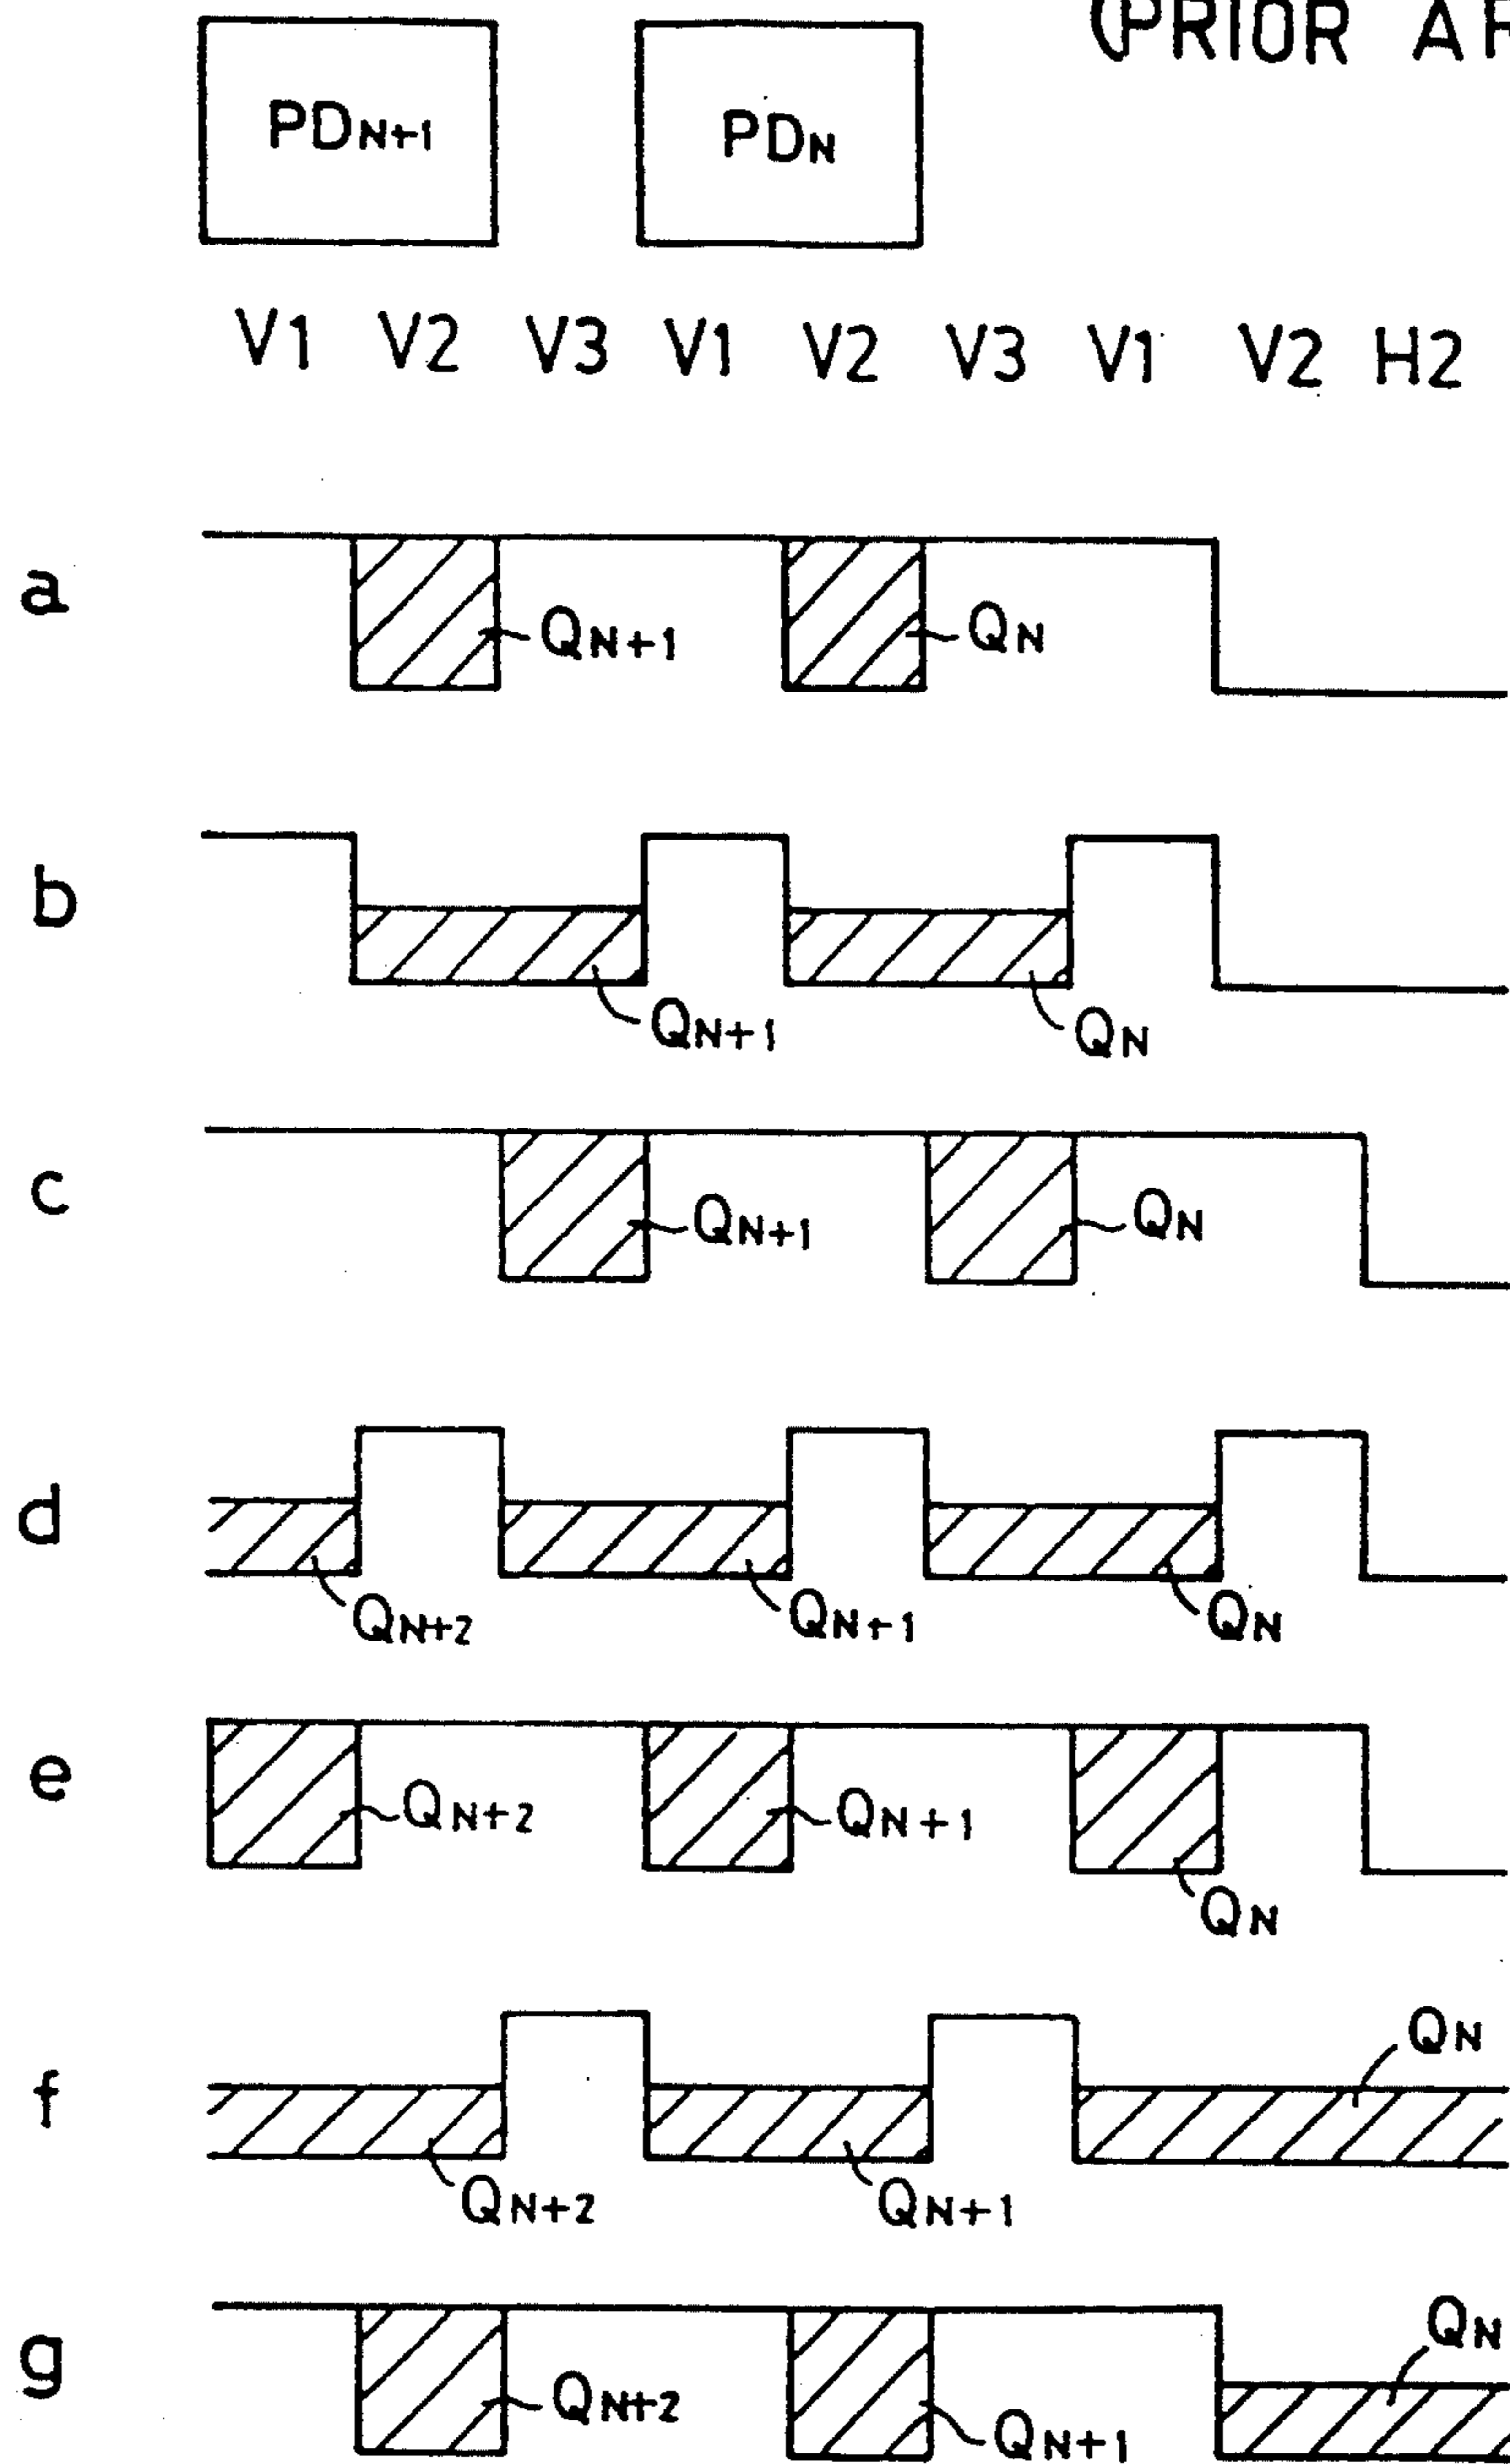 (PRIOR A
PDN+1 PDN
V1 V2 V3 V1 V2 V3 V1 V2 H2
a QN+1 QN
b QN+1 QN
c QN+1 QN
d QN+2 QN+1 QN
e QN+2 QN+1 QN
f QN+2 QN+1 QN
g QN+2 QN+1 QN